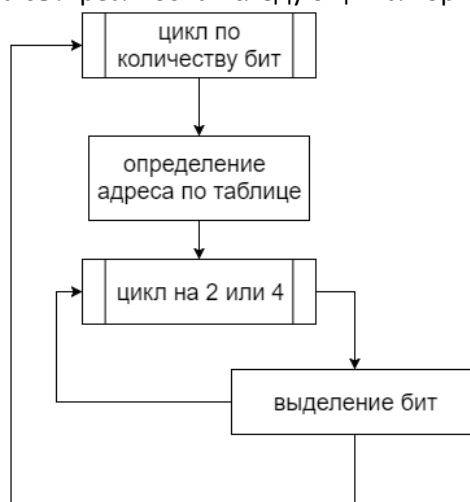 цикл по
количеству бит
определение
адреса по таблице
цикл на 2 или 4
выделение бит